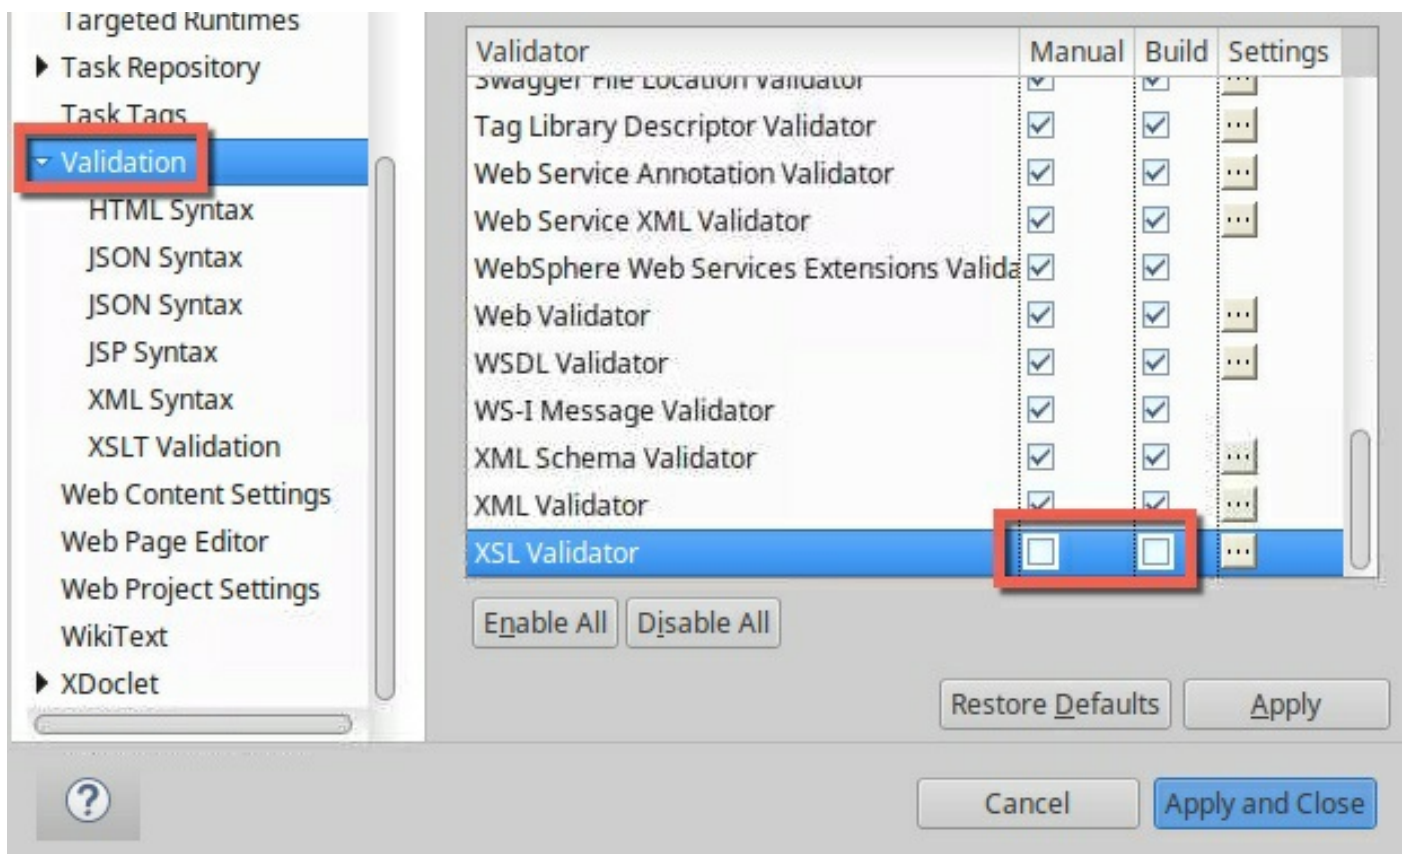 Targeted Runtimes
Task Repository
Task Tags
Validation
HTML Syntax
JSON Syntax
JSON Syntax
JSP Syntax
XML Syntax
XSLT Validation
Web Content Settings
Web Page Editor
Web Project Settings
WikiText
XDoclet
Validator Manual Build Settings
Swagger File Location Validator
Tag Library Descriptor Validator
Web Service Annotation Validator
Web Service XML Validator
WebSphere Web Services Extensions Valida
Web Validator
WSDL Validator
WS-I Message Validator
XML Schema Validator
XML Validator
XSL Validator
Enable All Disable All
Restore Defaults Apply
Cancel Apply and Close